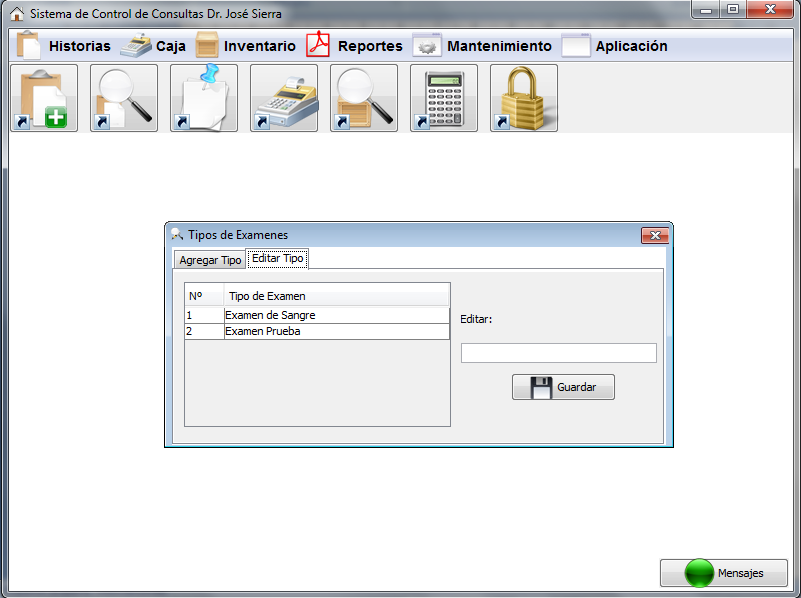 Sistema de Control de Consultas Dr. José Sierra
Historias Caja Inventario Reportes Mantenimiento Aplicación
Tipos de Examenes
Agregar Tipo Editar Tipo
Nº Tipo de Examen
1 Examen de Sangre
2 Examen Prueba
Editar:
Guardar
Mensajes